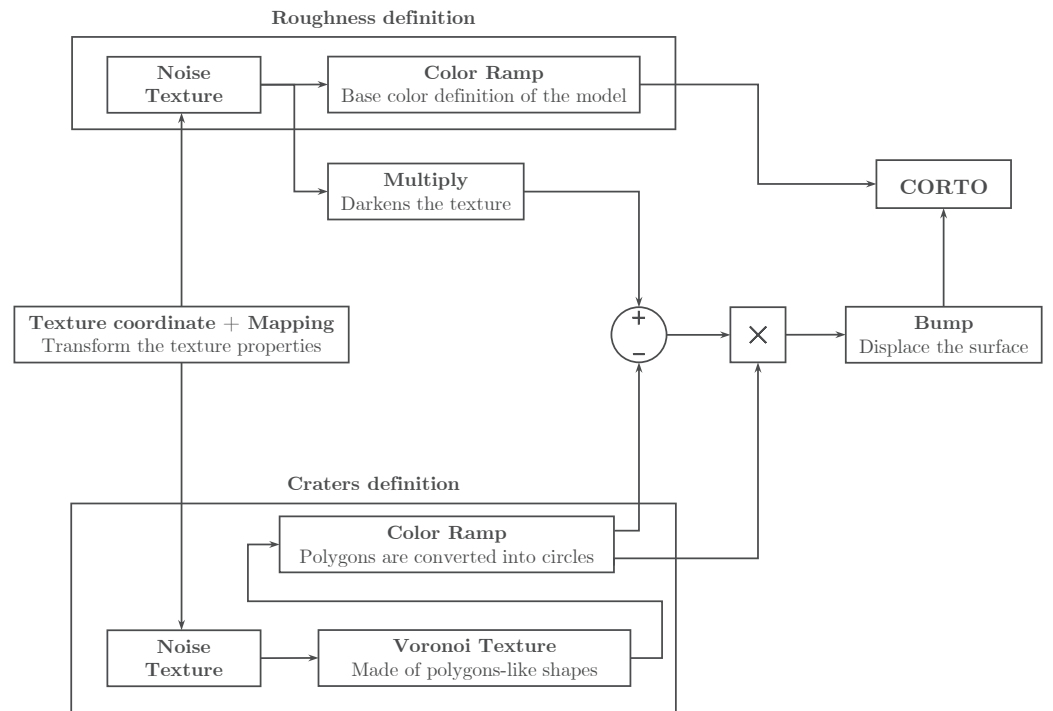 Roughness definition
Noise
Texture
Color Ramp
Base color definition of the model
Multiply
Darkens the texture
CORTO
Texture coordinate + Mapping
Transform the texture properties
+
−
×
Bump
Displace the surface
Craters definition
Color Ramp
Polygons are converted into circles
Noise
Texture
Voronoi Texture
Made of polygons-like shapes